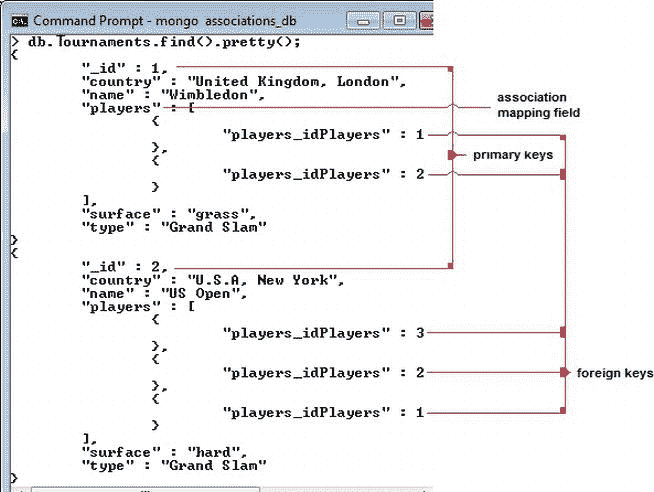 Command Prompt - mongo associations_db
> db.Tournaments.find().pretty();
{
"_id" : 1,
"country" : "United Kingdom, London",
"name" : "Wimbledon",
"players" : [
{
"players_idPlayers" : 1
},
{
"players_idPlayers" : 2
}
],
"surface" : "grass",
"type" : "Grand Slam"
}
{
"_id" : 2,
"country" : "U.S.A, New York",
"name" : "US Open",
"players" : [
{
"players_idPlayers" : 3
},
{
"players_idPlayers" : 2
},
{
"players_idPlayers" : 1
}
],
"surface" : "hard",
"type" : "Grand Slam"
}
association
mapping field
primary keys
foreign keys